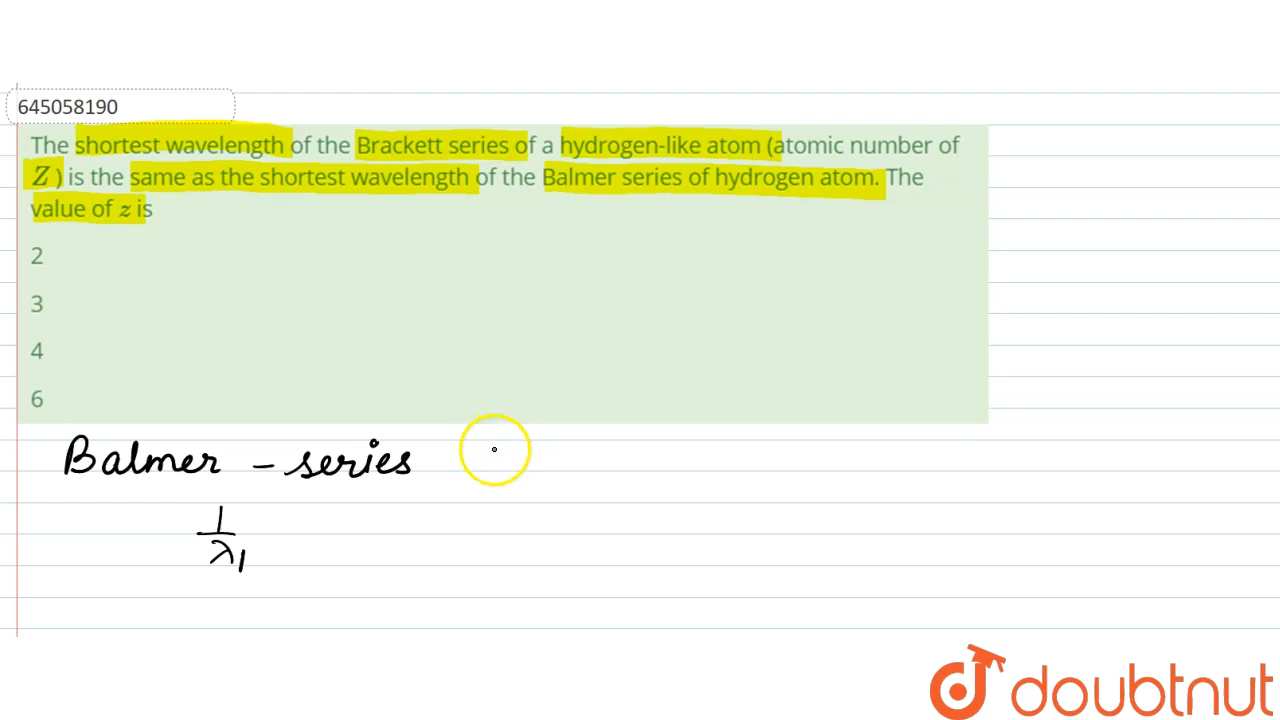 645058190
The shortest wavelength of the Brackett series of a hydrogen-like atom (atomic number of
Z ) is the same as the shortest wavelength of the Balmer series of hydrogen atom. The
value of z is
2
3
4
6
Balmer - series
1
λ1
doubtnut